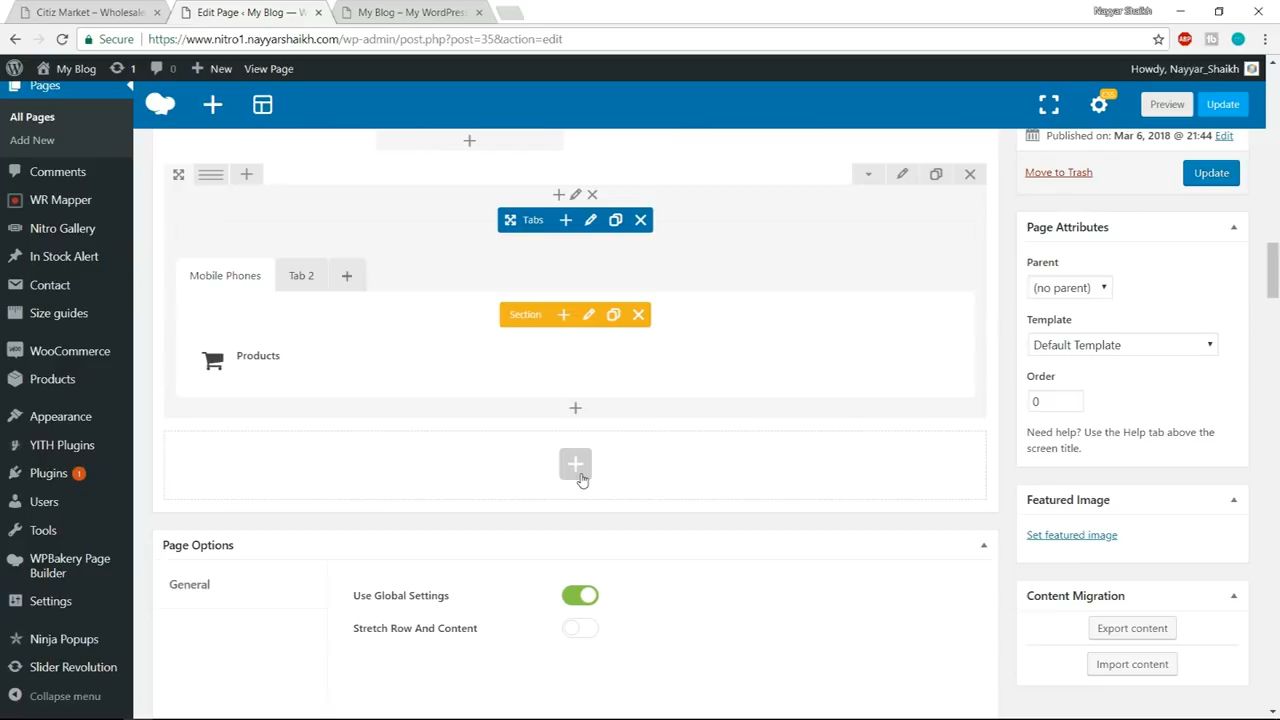 Citiz Market – Wholesale
Edit Page ‹ My Blog — W
My Blog – My WordPress
Nayyar Shaikh
Secure
https://www.nitro1.nayyarshaikh.com/wp-admin/post.php?post=35&action=edit
My Blog
1
0
New
View Page
Howdy, Nayyar_Shaikh
Pages
All Pages
Add New
Comments
WR Mapper
Nitro Gallery
In Stock Alert
Contact
Size guides
WooCommerce
Products
Appearance
YITH Plugins
Plugins 1
Users
Tools
WPBakery Page
Builder
Settings
Ninja Popups
Slider Revolution
Collapse menu
CSS
Preview
Update
Tabs
Mobile Phones
Tab 2
Section
Products
Page Options
General
Use Global Settings
Stretch Row And Content
Published on: Mar 6, 2018 @ 21:44 Edit
Move to Trash
Update
Page Attributes
Parent
(no parent)
Template
Default Template
Order
0
Need help? Use the Help tab above the
screen title.
Featured Image
Set featured image
Content Migration
Export content
Import content